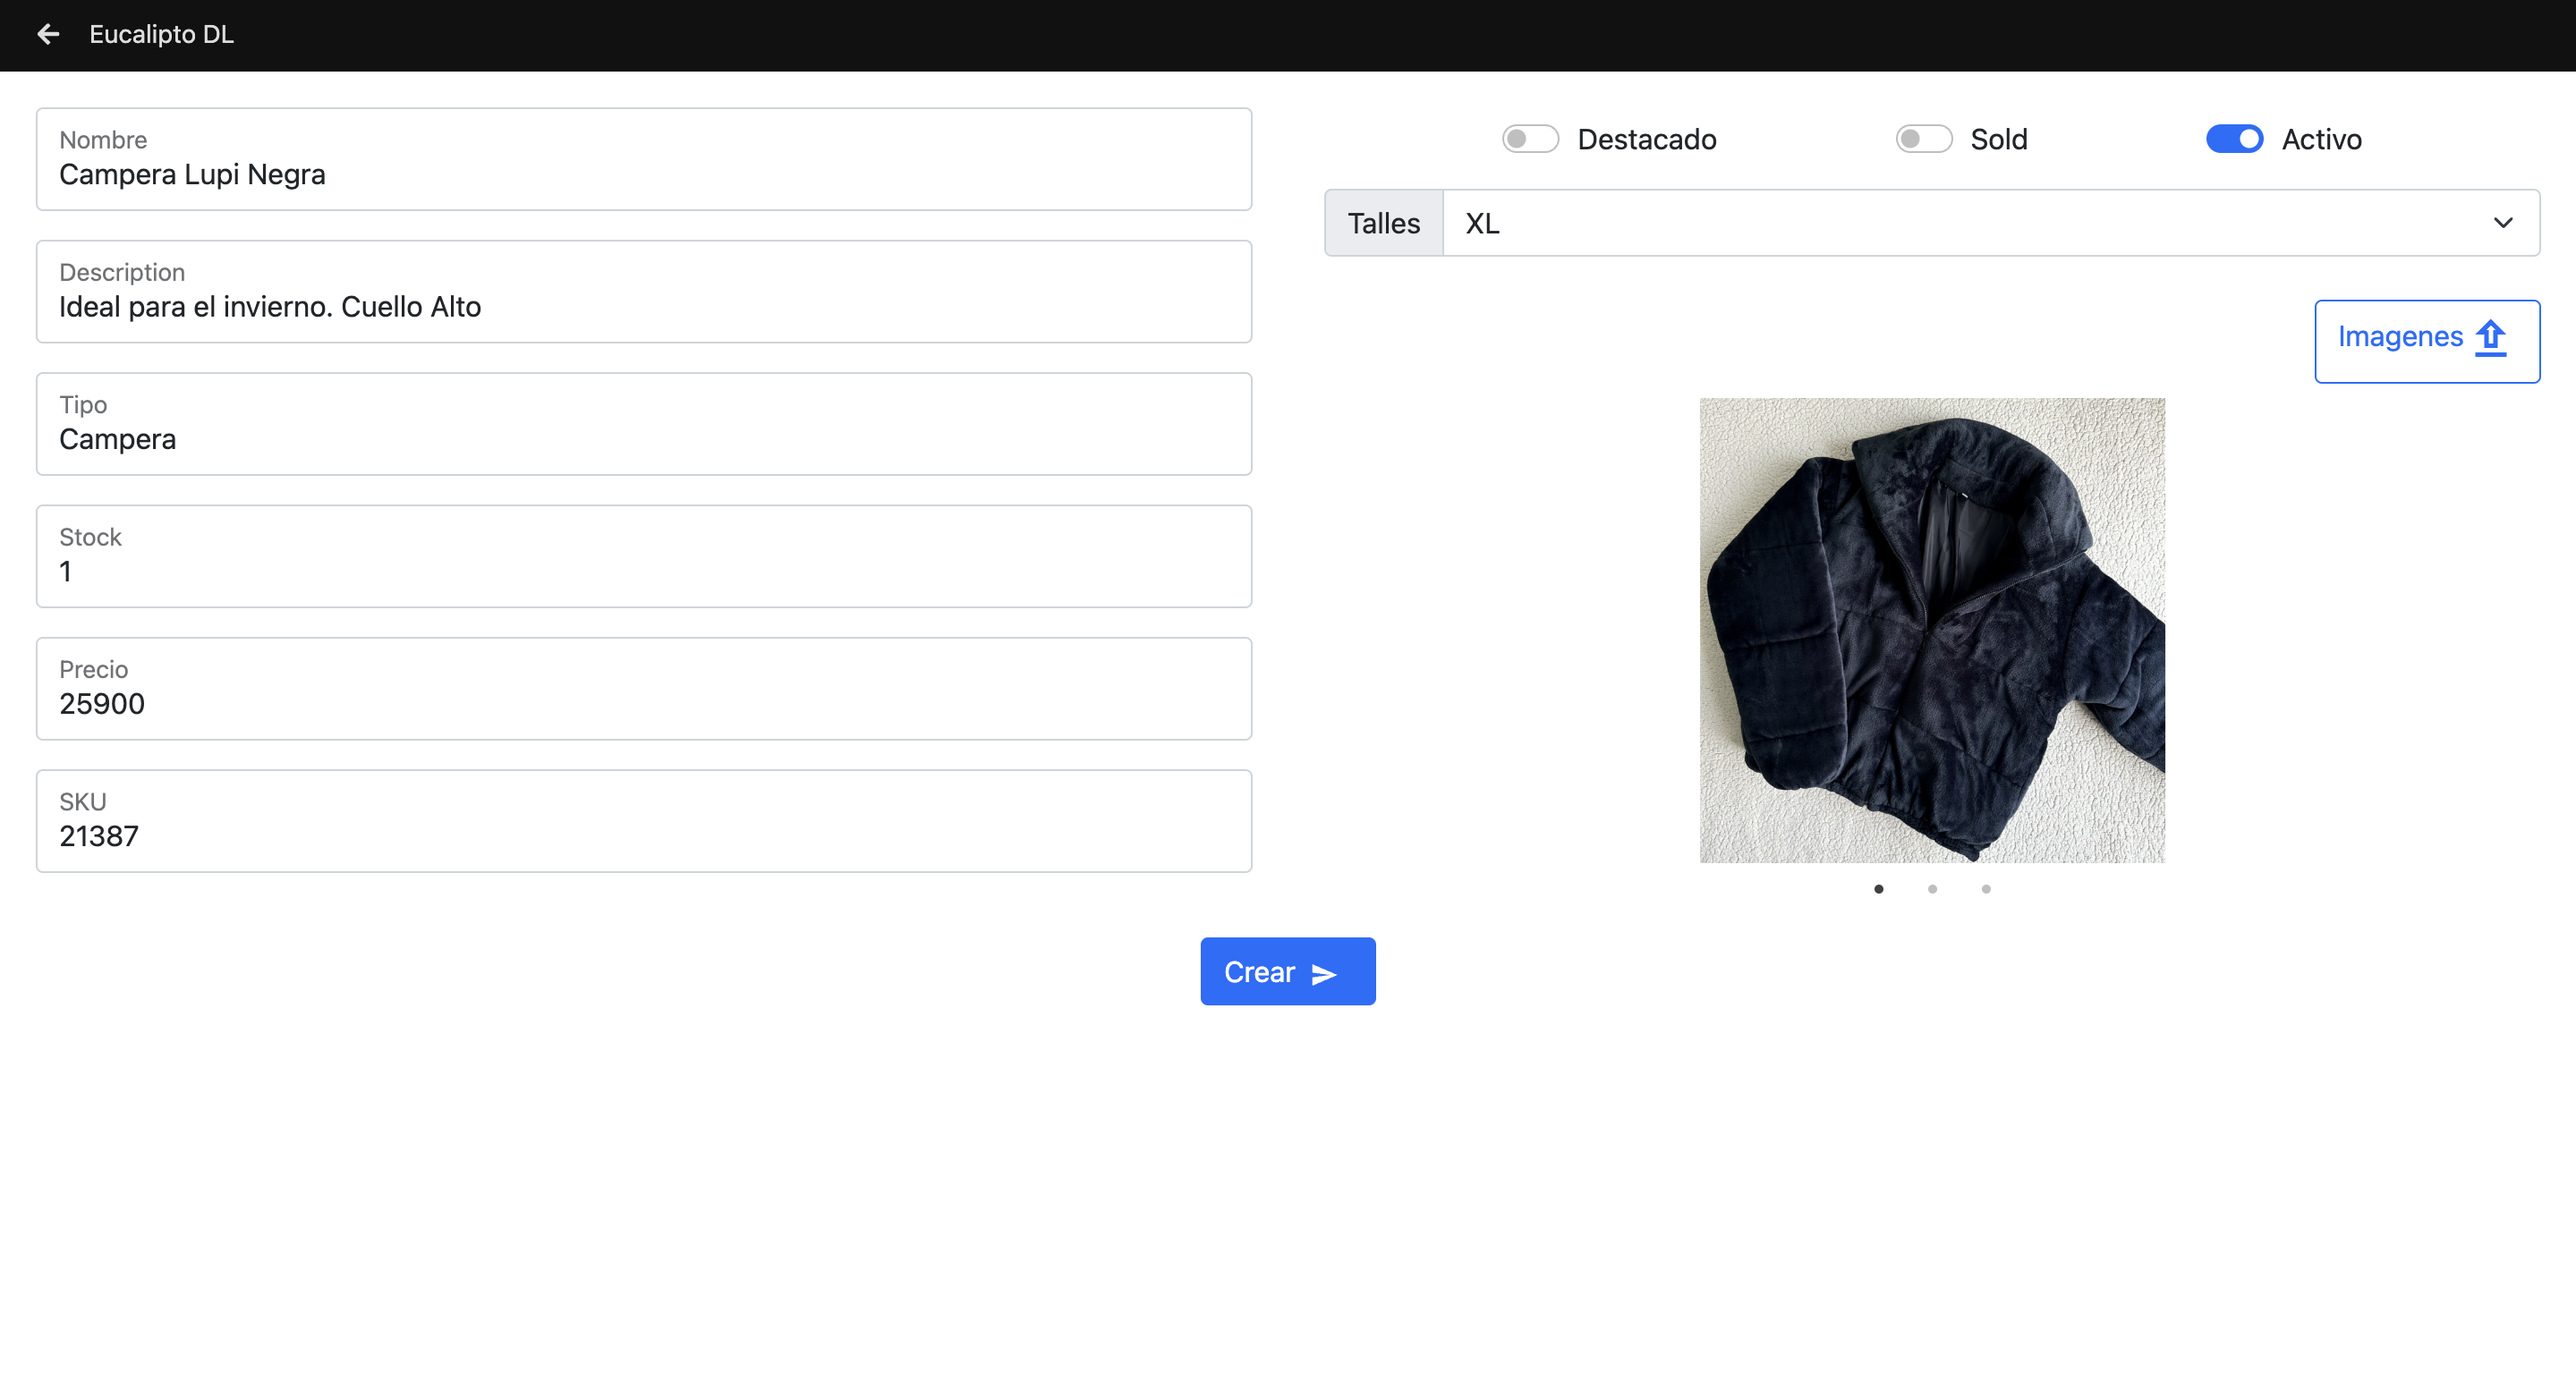 Eucalipto DL
Nombre
Campera Lupi Negra
Description
Ideal para el invierno. Cuello Alto
Tipo
Campera
Stock
1
Precio
25900
SKU
21387
Destacado
Sold
Activo
Talles
XL
Imagenes
Crear